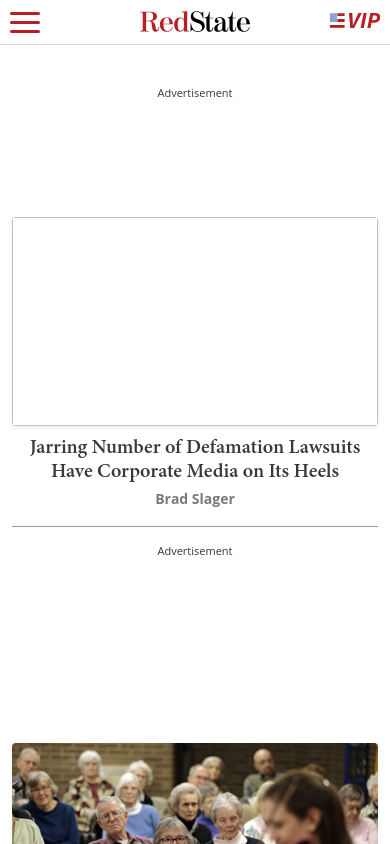 RedState
VIP
Advertisement
Jarring Number of Defamation Lawsuits
Have Corporate Media on Its Heels
Brad Slager
Advertisement